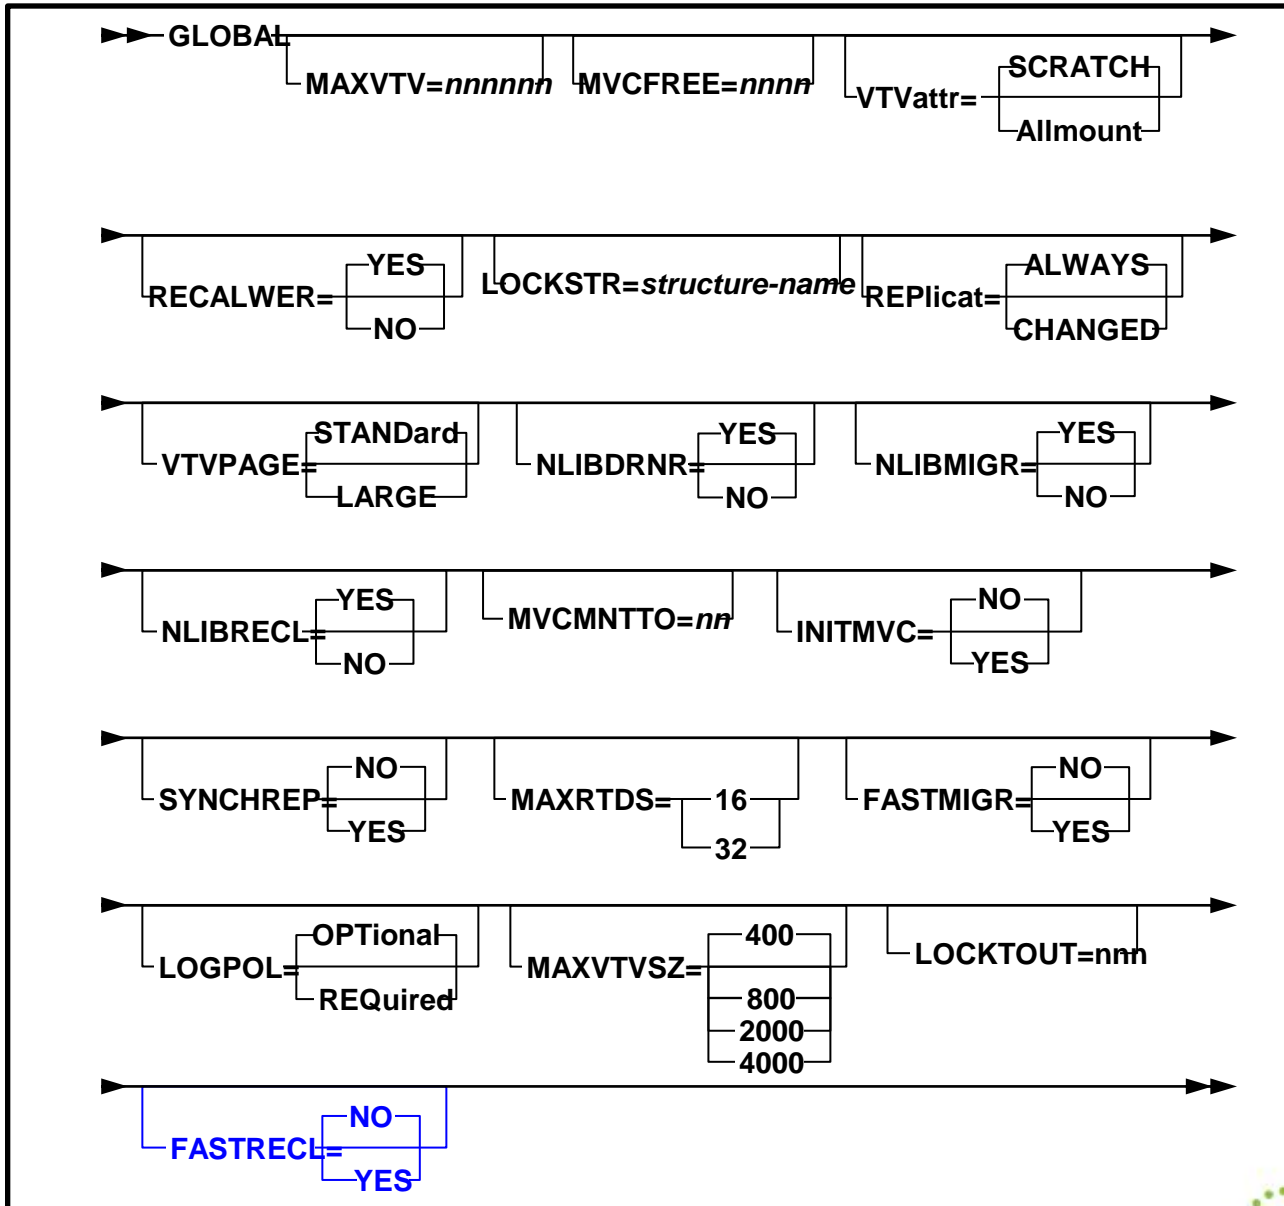 GLOBAL
MAXVTV=nnnnnn
MVCFREE=nnnn
VTVattr=
SCRATCH
Allmount
RECALWER=
YES
NO
LOCKSTR=structure-name
REPlicat=
ALWAYS
CHANGED
VTVPAGE=
STANDard
LARGE
NLIBDRNR=
YES
NO
NLIBMIGR=
YES
NO
NLIBRECL=
YES
NO
MVCMNTTO=nn
INITMVC=
NO
YES
SYNCHREP=
NO
YES
MAXRTDS=
16
32
FASTMIGR=
NO
YES
LOGPOL=
OPTional
REQuired
MAXVTVSZ=
400
800
2000
4000
LOCKTOUT=nnn
FASTRECL=
NO
YES